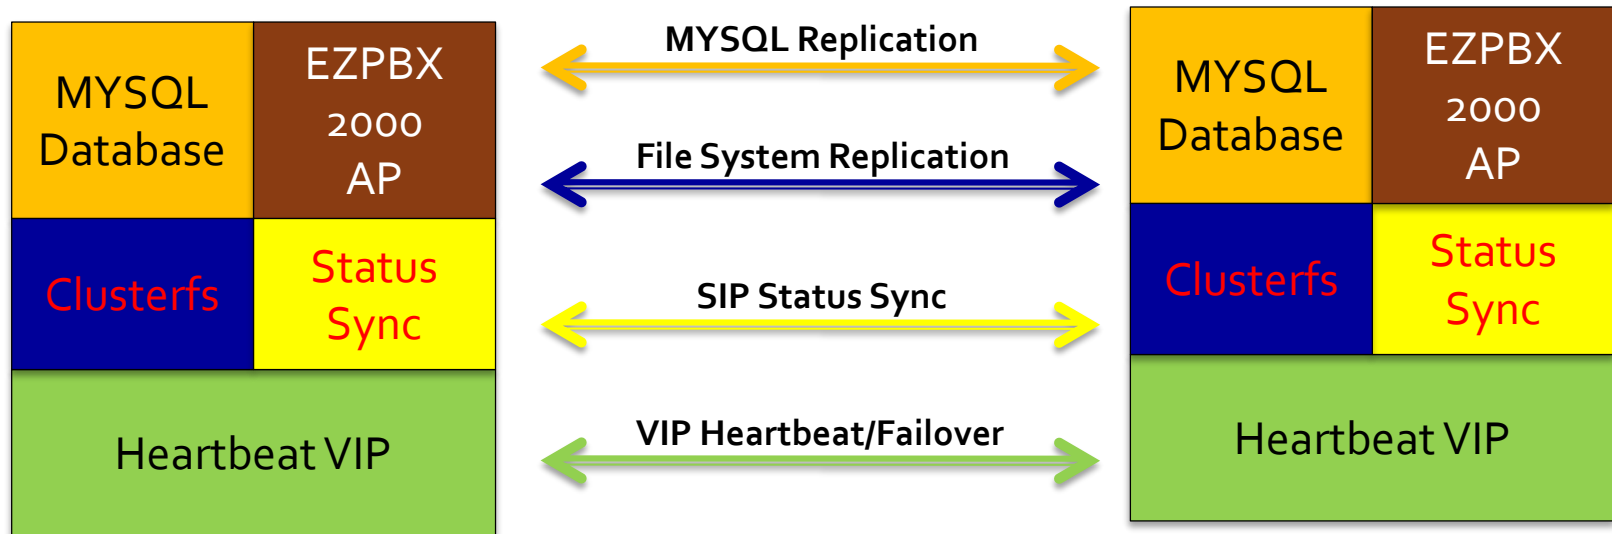 MYSQL
Database
EZPBX
2000
AP
Clusterfs
Status
Sync
Heartbeat VIP
MYSQL Replication
File System Replication
SIP Status Sync
VIP Heartbeat/Failover
MYSQL
Database
EZPBX
2000
AP
Clusterfs
Status
Sync
Heartbeat VIP